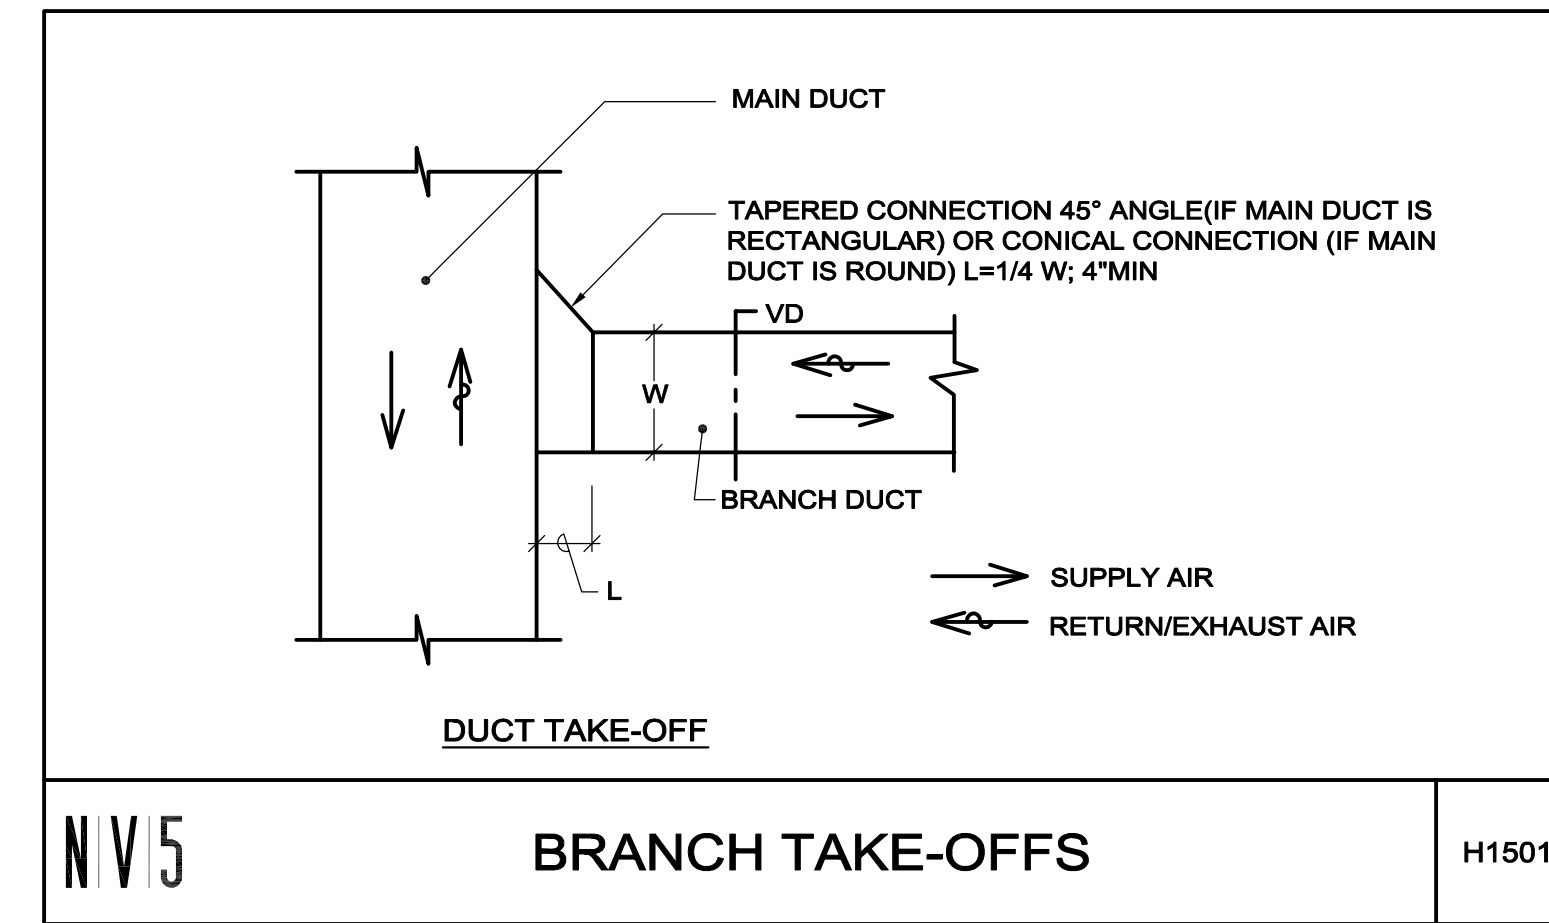 MAIN DUCT
TAPERED CONNECTION 45° ANGLE(IF MAIN DUCT IS
RECTANGULAR) OR CONICAL CONNECTION (IF MAIN
DUCT IS ROUND) L=1/4 W; 4"MIN
VD
W
BRANCH DUCT
L
SUPPLY AIR
RETURN/EXHAUST AIR
DUCT TAKE-OFF
N|V|5
BRANCH TAKE-OFFS
H1501